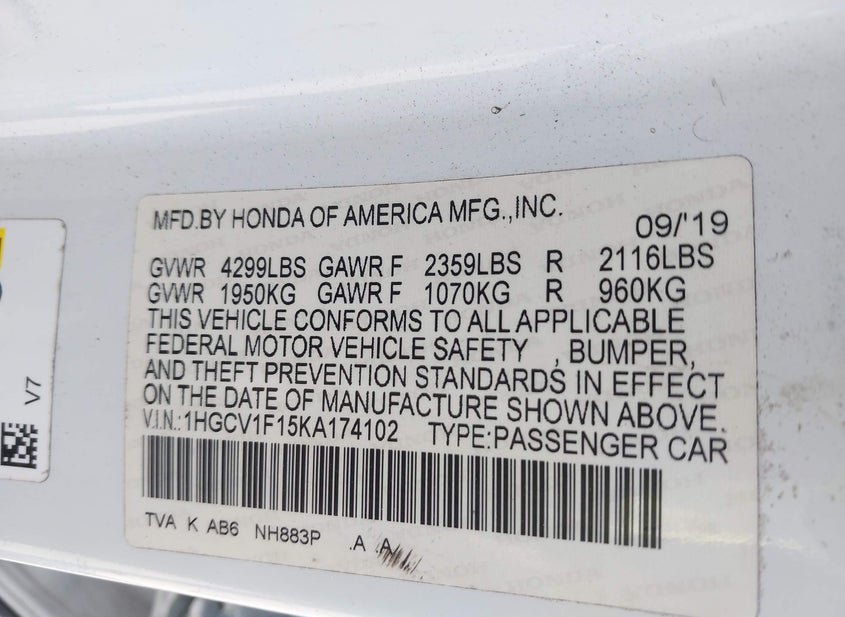 MFD.BY HONDA OF AMERICA MFG.,INC. 09/'19
GVWR 4299LBS GAWR F 2359LBS R 2116LBS
GVWR 1950KG GAWR F 1070KG R 960KG
THIS VEHICLE CONFORMS TO ALL APPLICABLE
FEDERAL MOTOR VEHICLE SAFETY , BUMPER,
AND THEFT PREVENTION STANDARDS IN EFFECT
ON THE DATE OF MANUFACTURE SHOWN ABOVE.
V.I.N.:1HGCV1F15KA174102 TYPE:PASSENGER CAR
TVA K AB6 NH883P .A A
V7